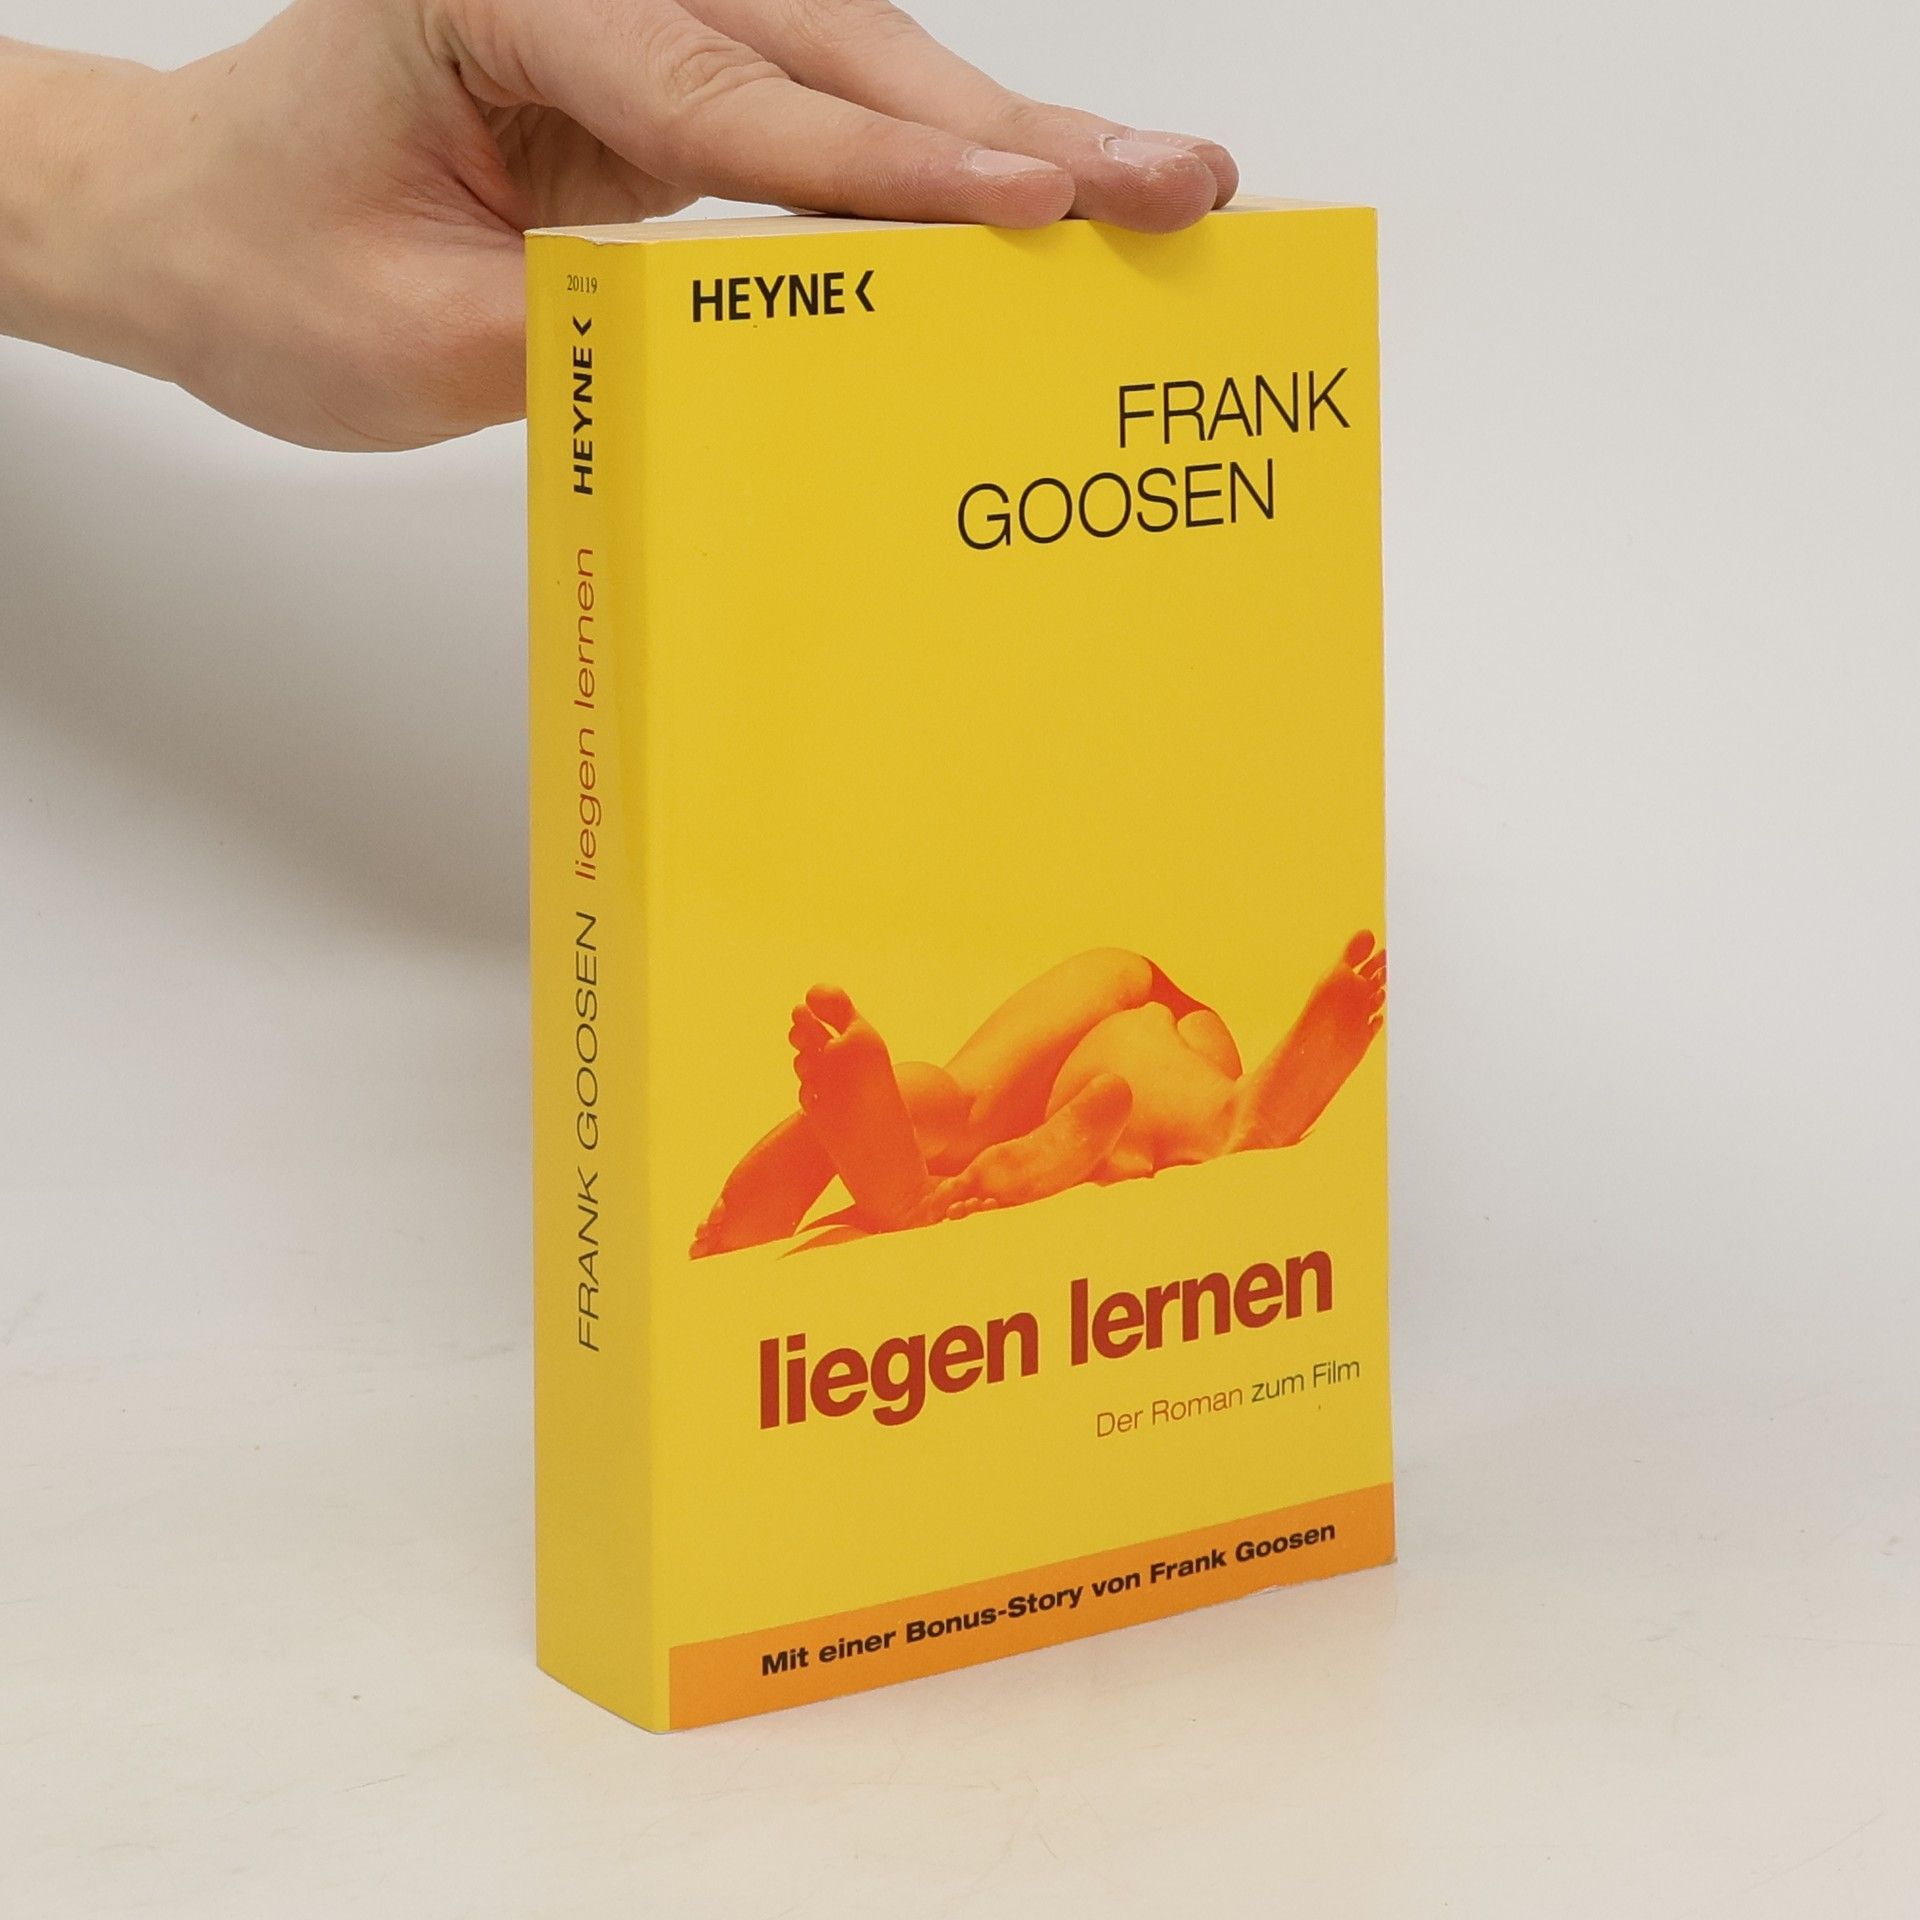 20119
HEYNE<
FRANK GOOSEN liegen lernen
HEYNE<
FRANK
GOOSEN
liegen lernen
Der Roman zum Film
Mit einer Bonus-Story von Frank Goosen